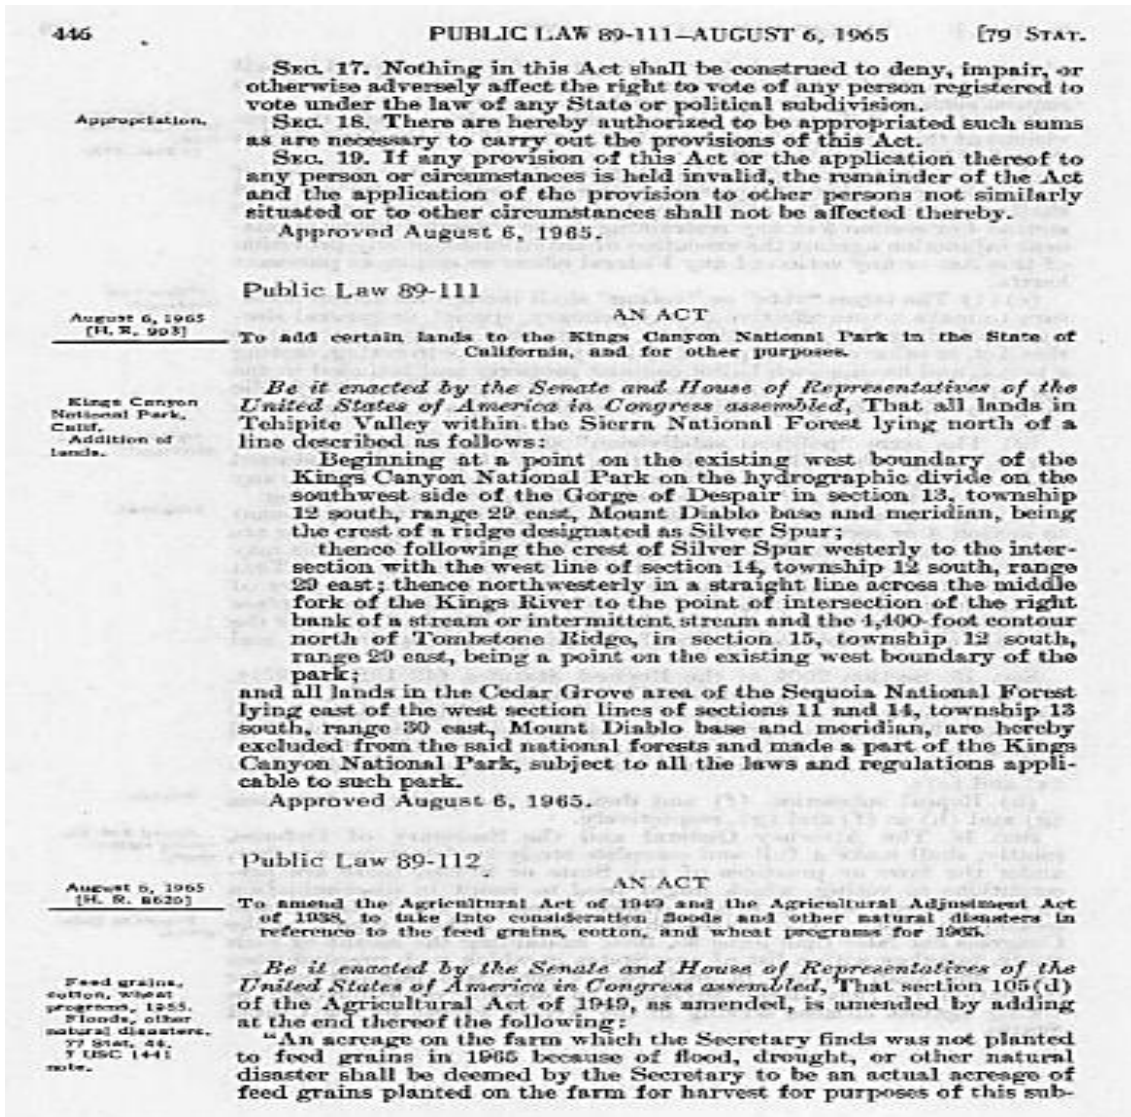 446 PUBLIC LAW 89-111—AUGUST 6, 1965 [79 STAT.
SEC. 17. Nothing in this Act shall be construed to deny, impair, or
otherwise adversely affect the right to vote of any person registered to
vote under the law of any State or political subdivision.
Appropriation.
SEC. 18. There are hereby authorized to be appropriated such sums
as are necessary to carry out the provisions of this Act.
SEC. 19. If any provision of this Act or the application thereof to
any person or circumstances is held invalid, the remainder of the Act
and the application of the provision to other persons not similarly
situated or to other circumstances shall not be affected thereby.
Approved August 6, 1965.
Public Law 89-111
August 6, 1965
[H. R. 903]
AN ACT
To add certain lands to the Kings Canyon National Park in the State of
California, and for other purposes.
Kings Canyon
National Park,
Calif.
Addition of
lands.
Be it enacted by the Senate and House of Representatives of the
United States of America in Congress assembled, That all lands in
Tehipite Valley within the Sierra National Forest lying north of a
line described as follows:
Beginning at a point on the existing west boundary of the
Kings Canyon National Park on the hydrographic divide on the
southwest side of the Gorge of Despair in section 13, township
12 south, range 29 east, Mount Diablo base and meridian, being
the crest of a ridge designated as Silver Spur;
thence following the crest of Silver Spur westerly to the inter-
section with the west line of section 14, township 12 south, range
29 east; thence northwesterly in a straight line across the middle
fork of the Kings River to the point of intersection of the right
bank of a stream or intermittent stream and the 4,400-foot contour
north of Tombstone Ridge, in section 15, township 12 south,
range 29 east, being a point on the existing west boundary of the
park;
and all lands in the Cedar Grove area of the Sequoia National Forest
lying east of the west section lines of sections 11 and 14, township 13
south, range 30 east, Mount Diablo base and meridian, are hereby
excluded from the said national forests and made a part of the Kings
Canyon National Park, subject to all the laws and regulations appli-
cable to such park.
Approved August 6, 1965.
Public Law 89-112
August 6, 1965
[H. R. 8620]
AN ACT
To amend the Agricultural Act of 1949 and the Agricultural Adjustment Act
of 1938, to take into consideration floods and other natural disasters in
reference to the feed grains, cotton, and wheat programs for 1965.
Feed grains,
cotton, wheat
programs, 1965.
Floods, other
natural disasters.
77 Stat. 44.
7 USC 1441
note.
Be it enacted by the Senate and House of Representatives of the
United States of America in Congress assembled, That section 105(d)
of the Agricultural Act of 1949, as amended, is amended by adding
at the end thereof the following:
"An acreage on the farm which the Secretary finds was not planted
to feed grains in 1965 because of flood, drought, or other natural
disaster shall be deemed by the Secretary to be an actual acreage of
feed grains planted on the farm for harvest for purposes of this sub-